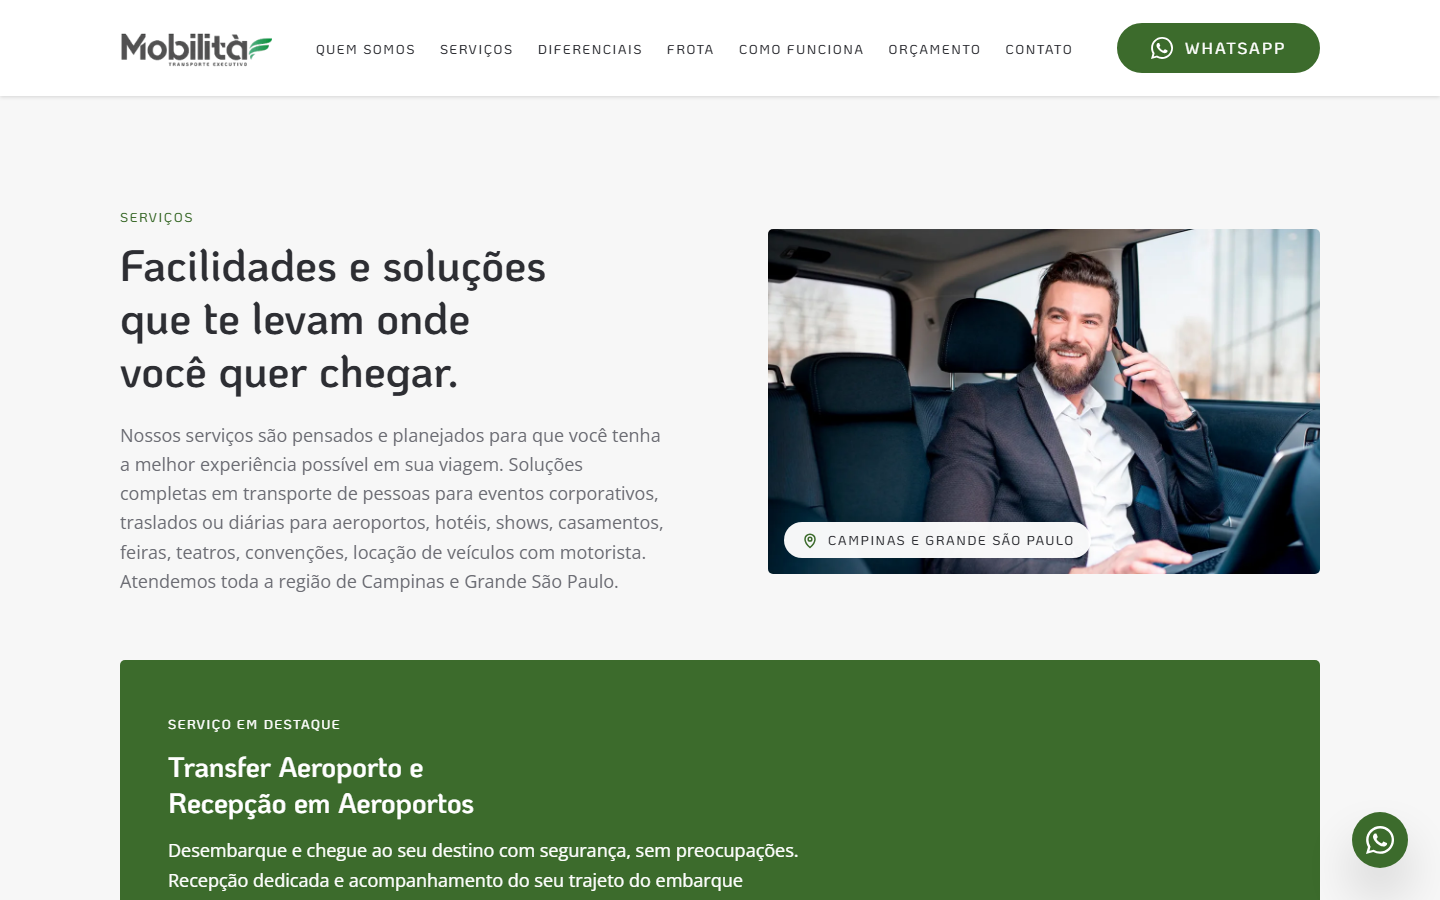 Mobilità
TRANSPORTE EXECUTIVO
QUEM SOMOS
SERVIÇOS
DIFERENCIAIS
FROTA
COMO FUNCIONA
ORÇAMENTO
CONTATO
WHATSAPP
SERVIÇOS
Facilidades e soluções
que te levam onde
você quer chegar.
Nossos serviços são pensados e planejados para que você tenha
a melhor experiência possível em sua viagem. Soluções
completas em transporte de pessoas para eventos corporativos,
traslados ou diárias para aeroportos, hotéis, shows, casamentos,
feiras, teatros, convenções, locação de veículos com motorista.
Atendemos toda a região de Campinas e Grande São Paulo.
CAMPINAS E GRANDE SÃO PAULO
SERVIÇO EM DESTAQUE
Transfer Aeroporto e
Recepção em Aeroportos
Desembarque e chegue ao seu destino com segurança, sem preocupações.
Recepção dedicada e acompanhamento do seu trajeto do embarque